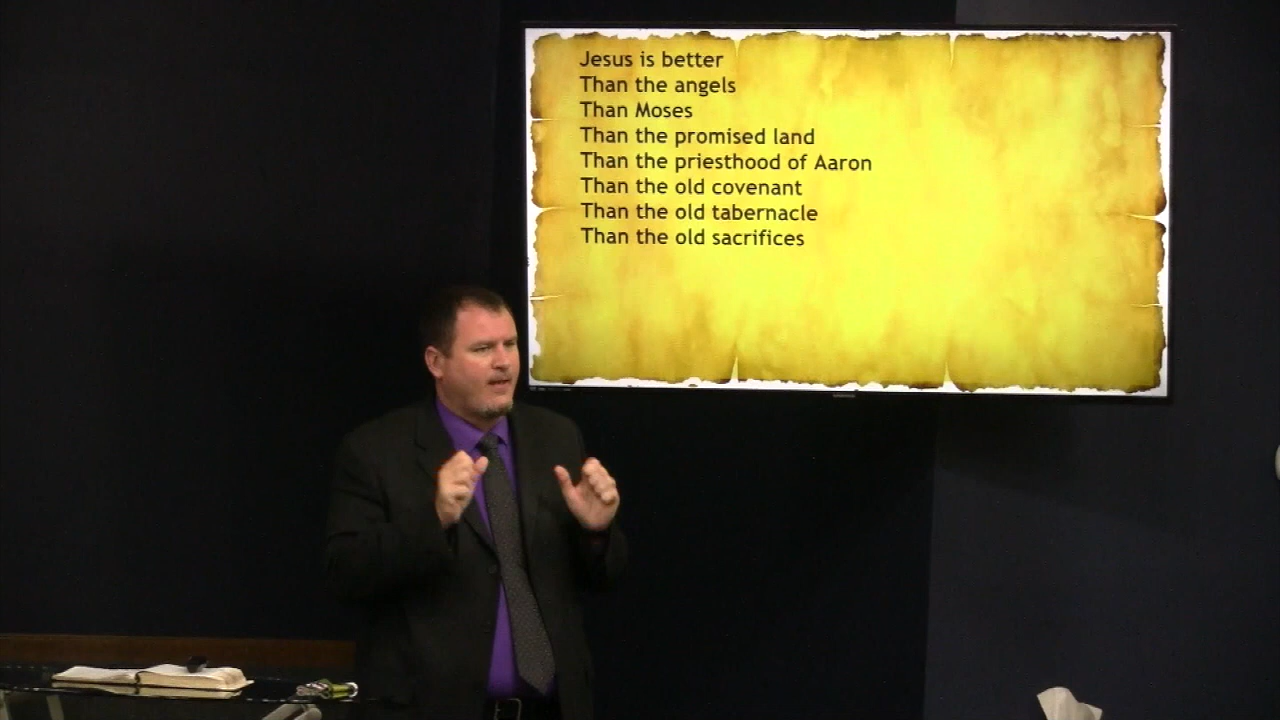 Jesus is better
Than the angels
Than Moses
Than the promised land
Than the priesthood of Aaron
Than the old covenant
Than the old tabernacle
Than the old sacrifices